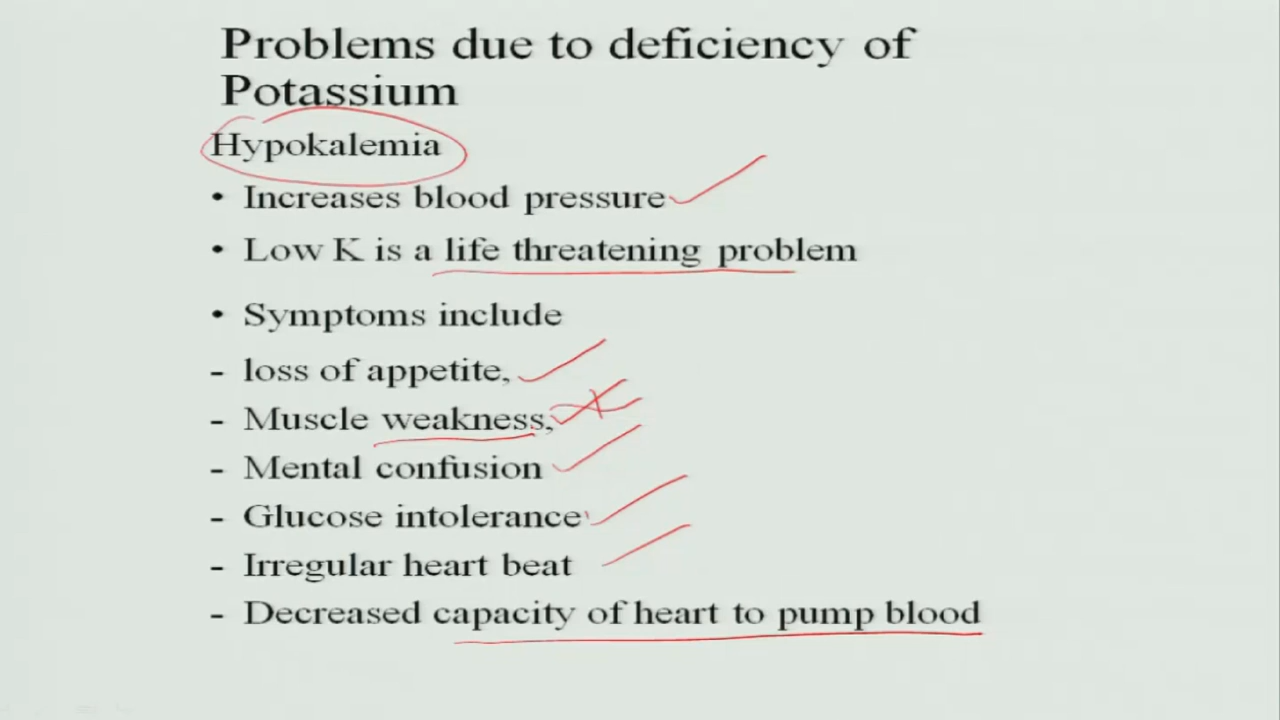 Problems due to deficiency of
Potassium
Hypokalemia
• Increases blood pressure
• Low K is a life threatening problem
• Symptoms include
- loss of appetite,
- Muscle weakness,
- Mental confusion
- Glucose intolerance
- Irregular heart beat
- Decreased capacity of heart to pump blood